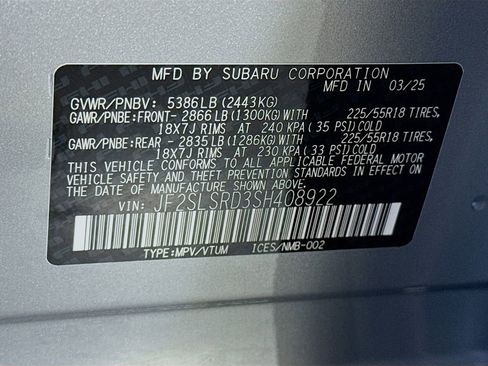 MFD BY SUBARU CORPORATION
MFD IN 03/25
GVWR/PNBV: 5386LB(2443KG)
GAWR/PNBE:FRONT-2866LB(1300KG)WITH 225/55R18 TIRES,
18X7J RIMS AT 240 KPA(35 PSI)COLD
GAWR/PNBE:REAR -2835LB(1286KG)WITH 225/55R18 TIRES,
18X7J RIMS AT 230 KPA(33 PSI)COLD
THIS VEHICLE CONFORMS TO ALL APPLICABLE FEDERAL MOTOR
VEHICLE SAFETY AND THEFT PREVENTION STANDARDS IN EFFECT
ON THE DATE OF MANUFACTURE SHOWN ABOVE.
VIN: JF2SLSRD3SH408922
TYPE:MPV/VTUM ICES/NMB-002